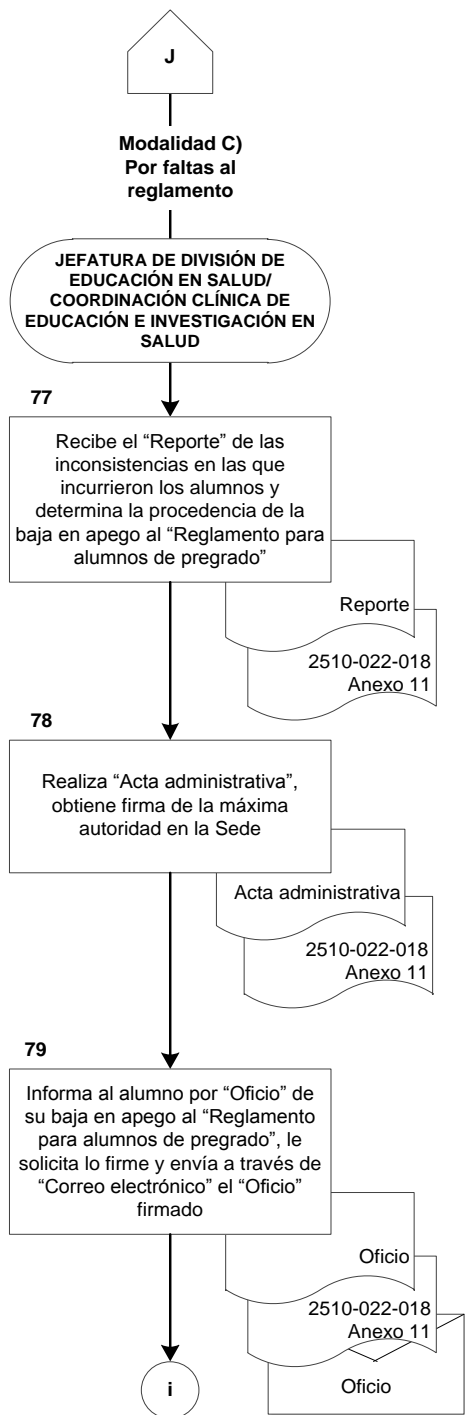 J
Modalidad C)
Por faltas al
reglamento
JEFATURA DE DIVISIÓN DE
EDUCACIÓN EN SALUD/
COORDINACIÓN CLÍNICA DE
EDUCACIÓN E INVESTIGACIÓN EN
SALUD
77
Recibe el “Reporte” de las
inconsistencias en las que
incurrieron los alumnos y
determina la procedencia de la
baja en apego al “Reglamento para
alumnos de pregrado”
Reporte
2510-022-018
Anexo 11
78
Realiza “Acta administrativa”,
obtiene firma de la máxima
autoridad en la Sede
Acta administrativa
2510-022-018
Anexo 11
79
Informa al alumno por “Oficio” de
su baja en apego al “Reglamento
para alumnos de pregrado”, le
solicita lo firme y envía a través de
“Correo electrónico” el “Oficio”
firmado
Oficio
2510-022-018
Anexo 11
Oficio
i